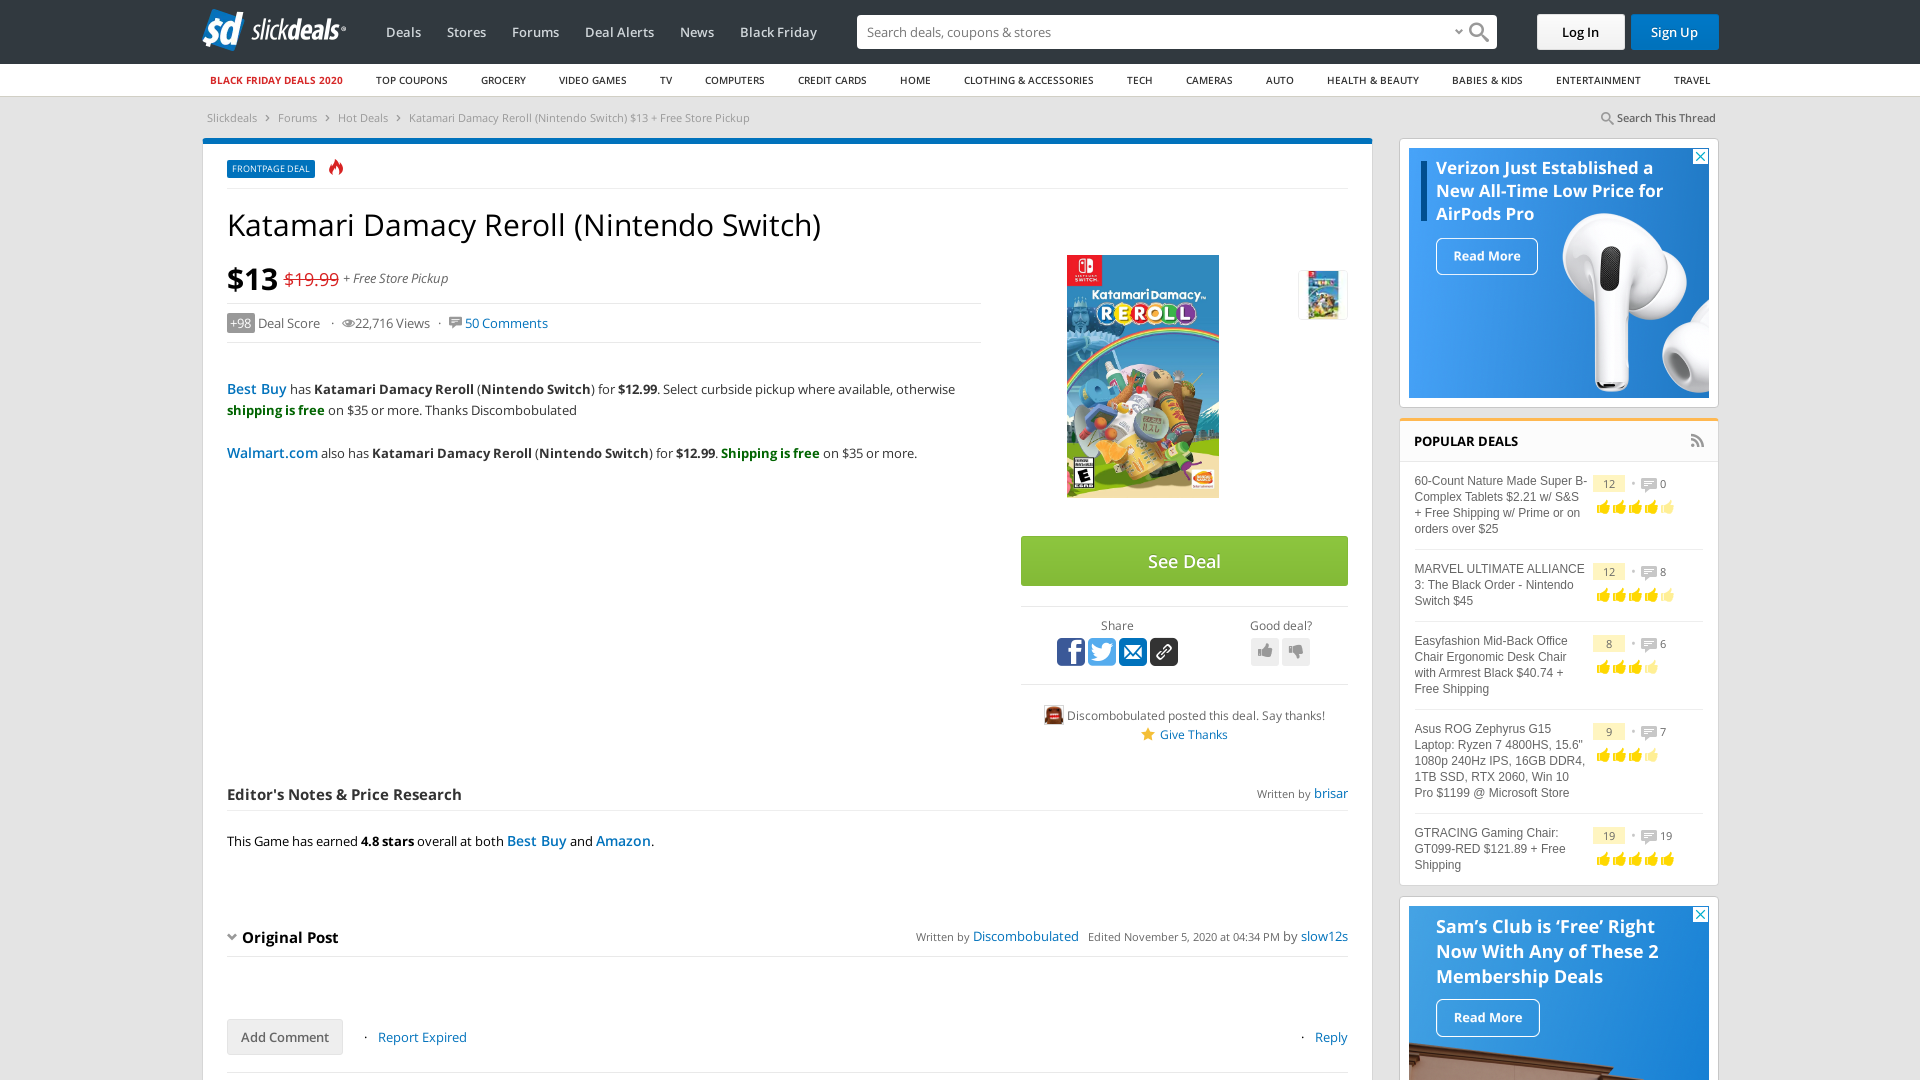 slickdeals
Deals
Stores
Forums
Deal Alerts
News
Black Friday
Search deals, coupons & stores
Log In
Sign Up
BLACK FRIDAY DEALS 2020
TOP COUPONS
GROCERY
VIDEO GAMES
TV
COMPUTERS
CREDIT CARDS
HOME
CLOTHING & ACCESSORIES
TECH
CAMERAS
AUTO
HEALTH & BEAUTY
BABIES & KIDS
ENTERTAINMENT
TRAVEL
Slickdeals > Forums > Hot Deals > Katamari Damacy Reroll (Nintendo Switch) $13 + Free Store Pickup
Search This Thread
FRONTPAGE DEAL
Katamari Damacy Reroll (Nintendo Switch)
$13 $19.99 + Free Store Pickup
+98 Deal Score · 22,716 Views · 50 Comments
Best Buy has Katamari Damacy Reroll (Nintendo Switch) for $12.99. Select curbside pickup where available, otherwise
shipping is free on $35 or more. Thanks Discombobulated
Walmart.com also has Katamari Damacy Reroll (Nintendo Switch) for $12.99. Shipping is free on $35 or more.
Katamari Damacy
REROLL
See Deal
Share
Good deal?
Discombobulated posted this deal. Say thanks!
Give Thanks
Editor's Notes & Price Research
Written by brisar
This Game has earned 4.8 stars overall at both Best Buy and Amazon.
Original Post
Written by Discombobulated Edited November 5, 2020 at 04:34 PM by slow12s
Add Comment
· Report Expired
· Reply
Verizon Just Established a
New All-Time Low Price for
AirPods Pro
Read More
POPULAR DEALS
60-Count Nature Made Super B-
Complex Tablets $2.21 w/ S&S
+ Free Shipping w/ Prime or on
orders over $25
12 • 0
MARVEL ULTIMATE ALLIANCE
3: The Black Order - Nintendo
Switch $45
12 • 8
Easyfashion Mid-Back Office
Chair Ergonomic Desk Chair
with Armrest Black $40.74 +
Free Shipping
8 • 6
Asus ROG Zephyrus G15
Laptop: Ryzen 7 4800HS, 15.6"
1080p 240Hz IPS, 16GB DDR4,
1TB SSD, RTX 2060, Win 10
Pro $1199 @ Microsoft Store
9 • 7
GTRACING Gaming Chair:
GT099-RED $121.89 + Free
Shipping
19 • 19
Sam's Club is ‘Free’ Right
Now With Any of These 2
Membership Deals
Read More